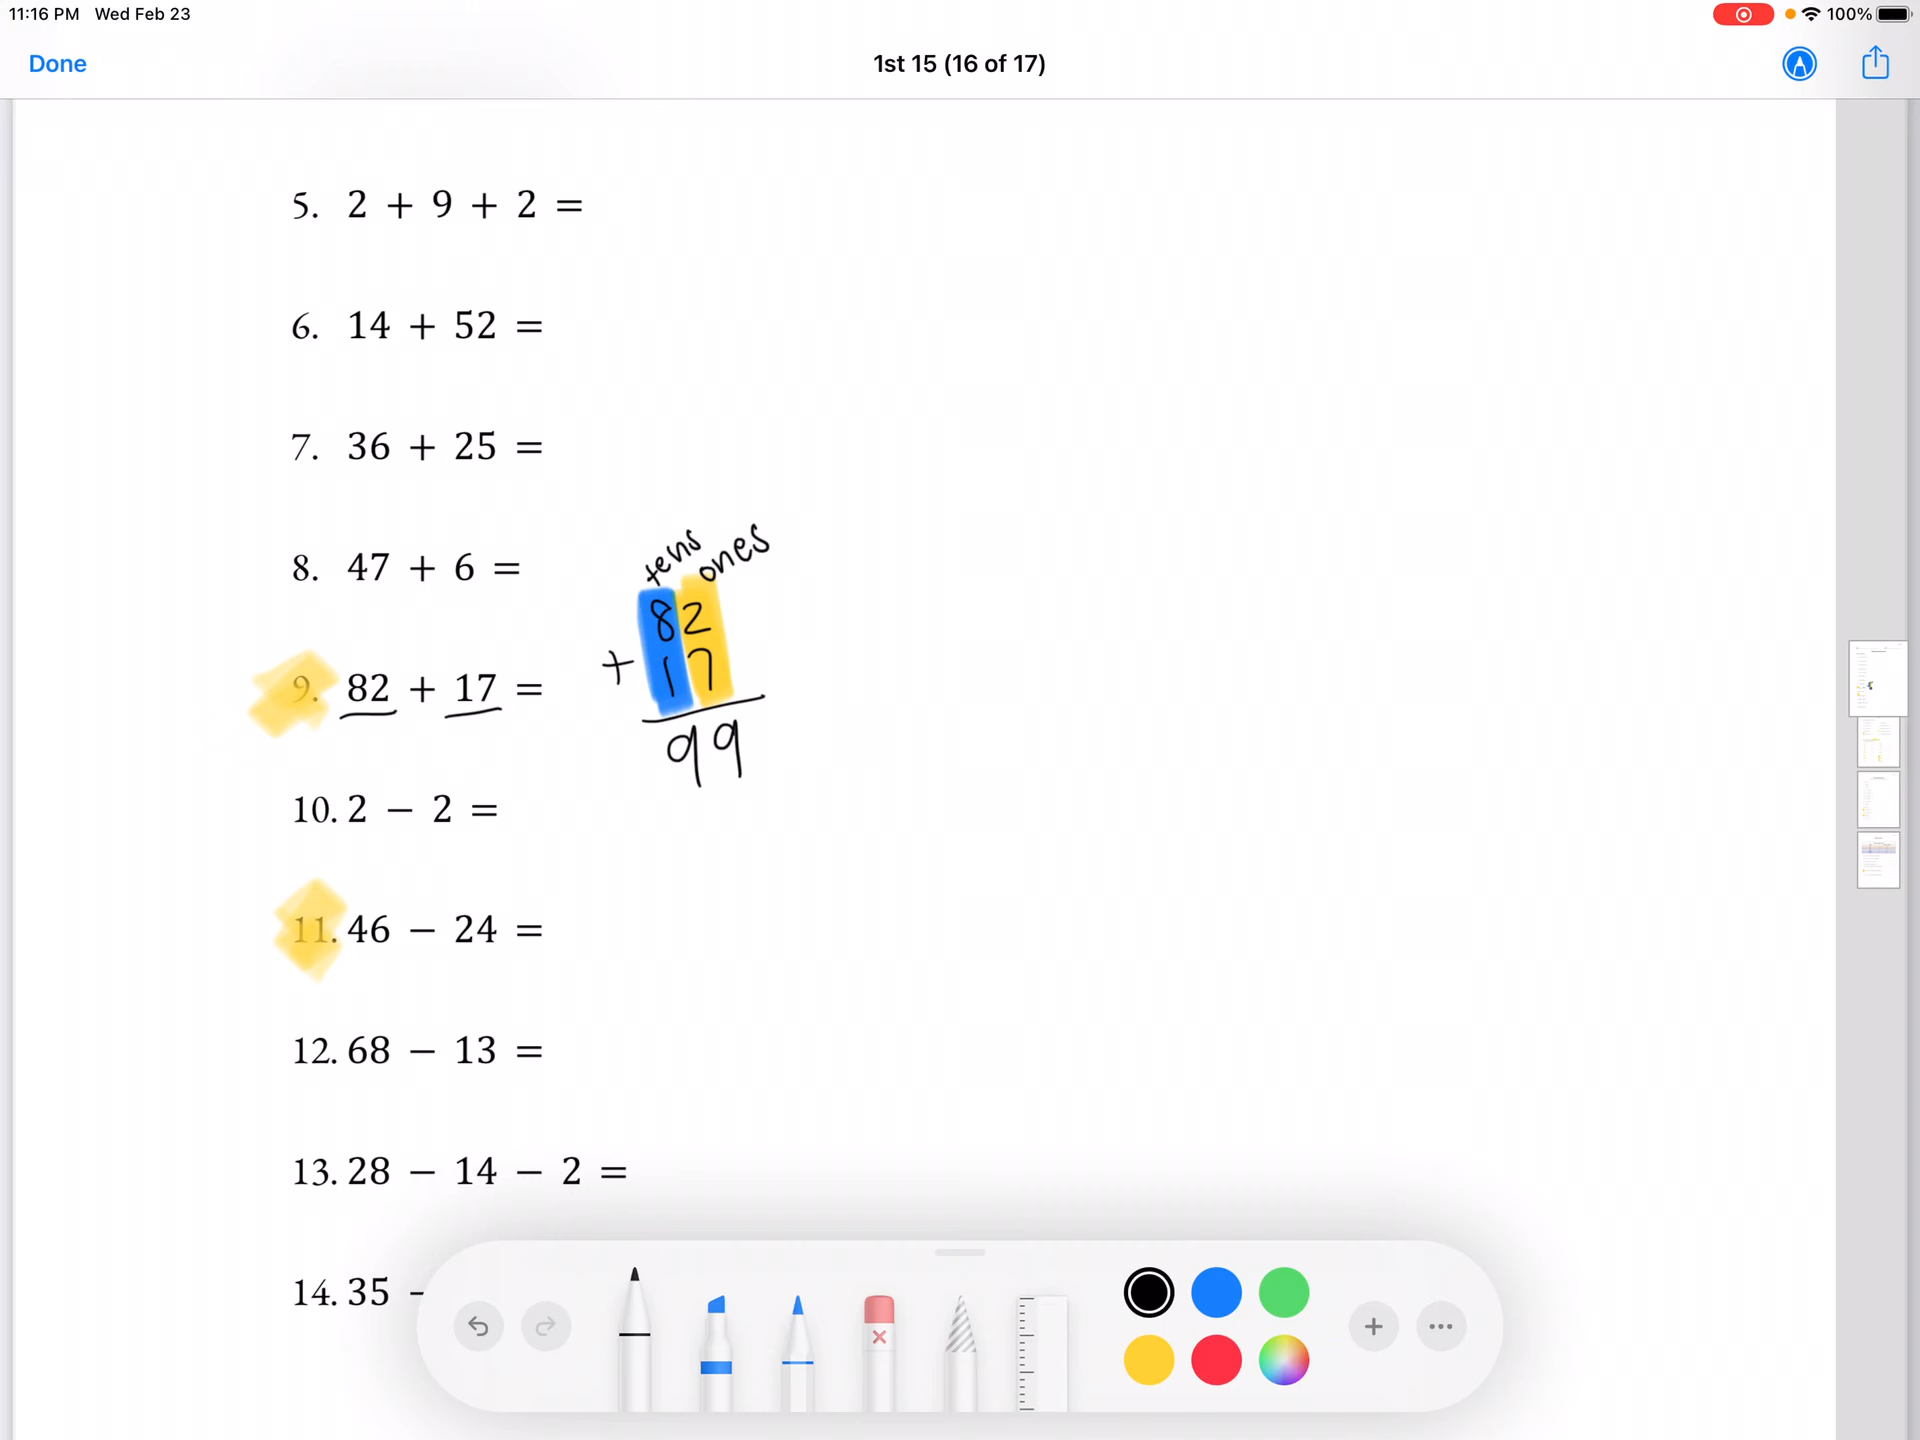 11:16 PM Wed Feb 23
100%
Done
1st 15 (16 of 17)
5. 2 + 9 + 2 =
6. 14 + 52 =
7. 36 + 25 =
8. 47 + 6 =
9. 82 + 17 =
tens ones
82
+ 17
99
10. 2 − 2 =
11. 46 − 24 =
12. 68 − 13 =
13. 28 − 14 − 2 =
14. 35 −